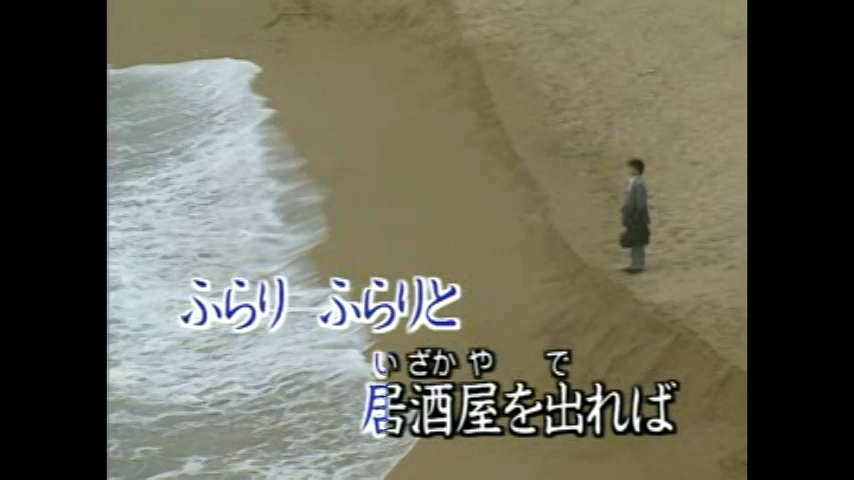 ふらり ふらりと
いざかや で
居酒屋を出れば